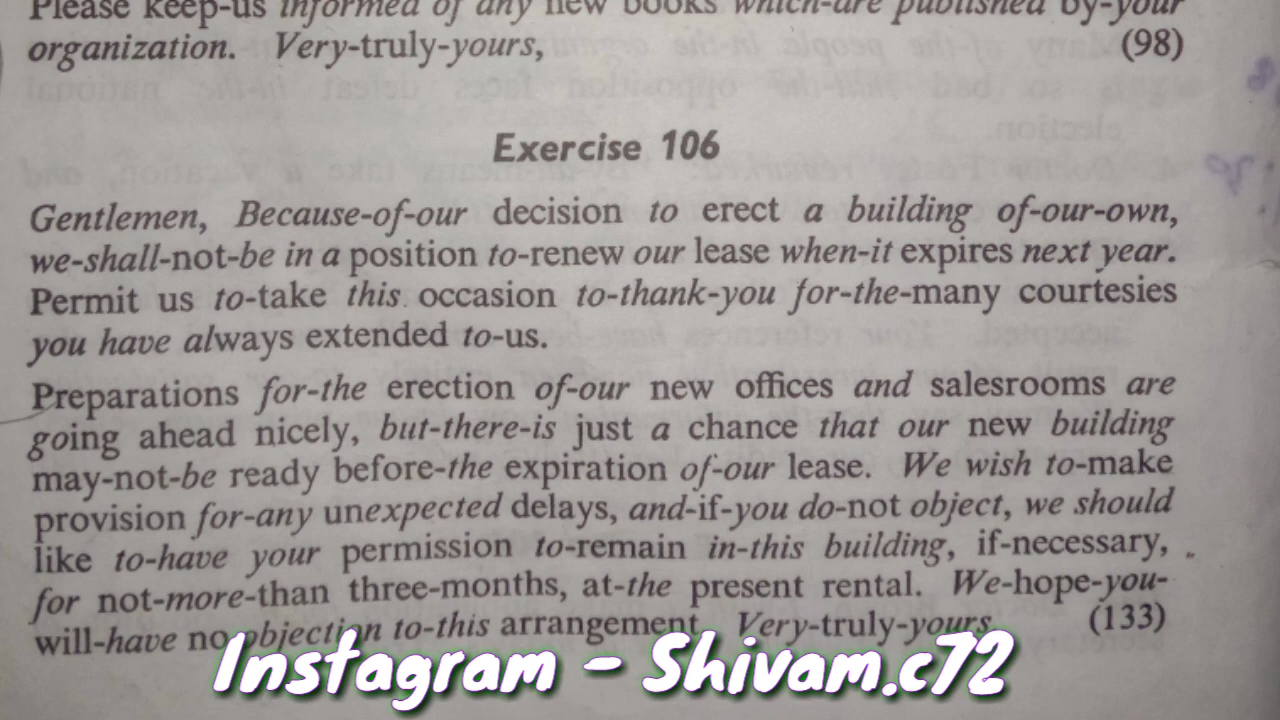 Please keep-us informed of any new books which-are published by-your
organization. Very-truly-yours, (98)
Exercise 106
Gentlemen, Because-of-our decision to erect a building of-our-own,
we-shall-not-be in a position to-renew our lease when-it expires next year.
Permit us to-take this occasion to-thank-you for-the-many courtesies
you have always extended to-us.
Preparations for-the erection of-our new offices and salesrooms are
going ahead nicely, but-there-is just a chance that our new building
may-not-be ready before-the expiration of-our lease. We wish to-make
provision for-any unexpected delays, and-if-you do-not object, we should
like to-have your permission to-remain in-this building, if-necessary,
for not-more-than three-months, at-the present rental. We-hope-you-
will-have no objection to-this arrangement. Very-truly-yours, (133)
Instagram - Shivam.c72